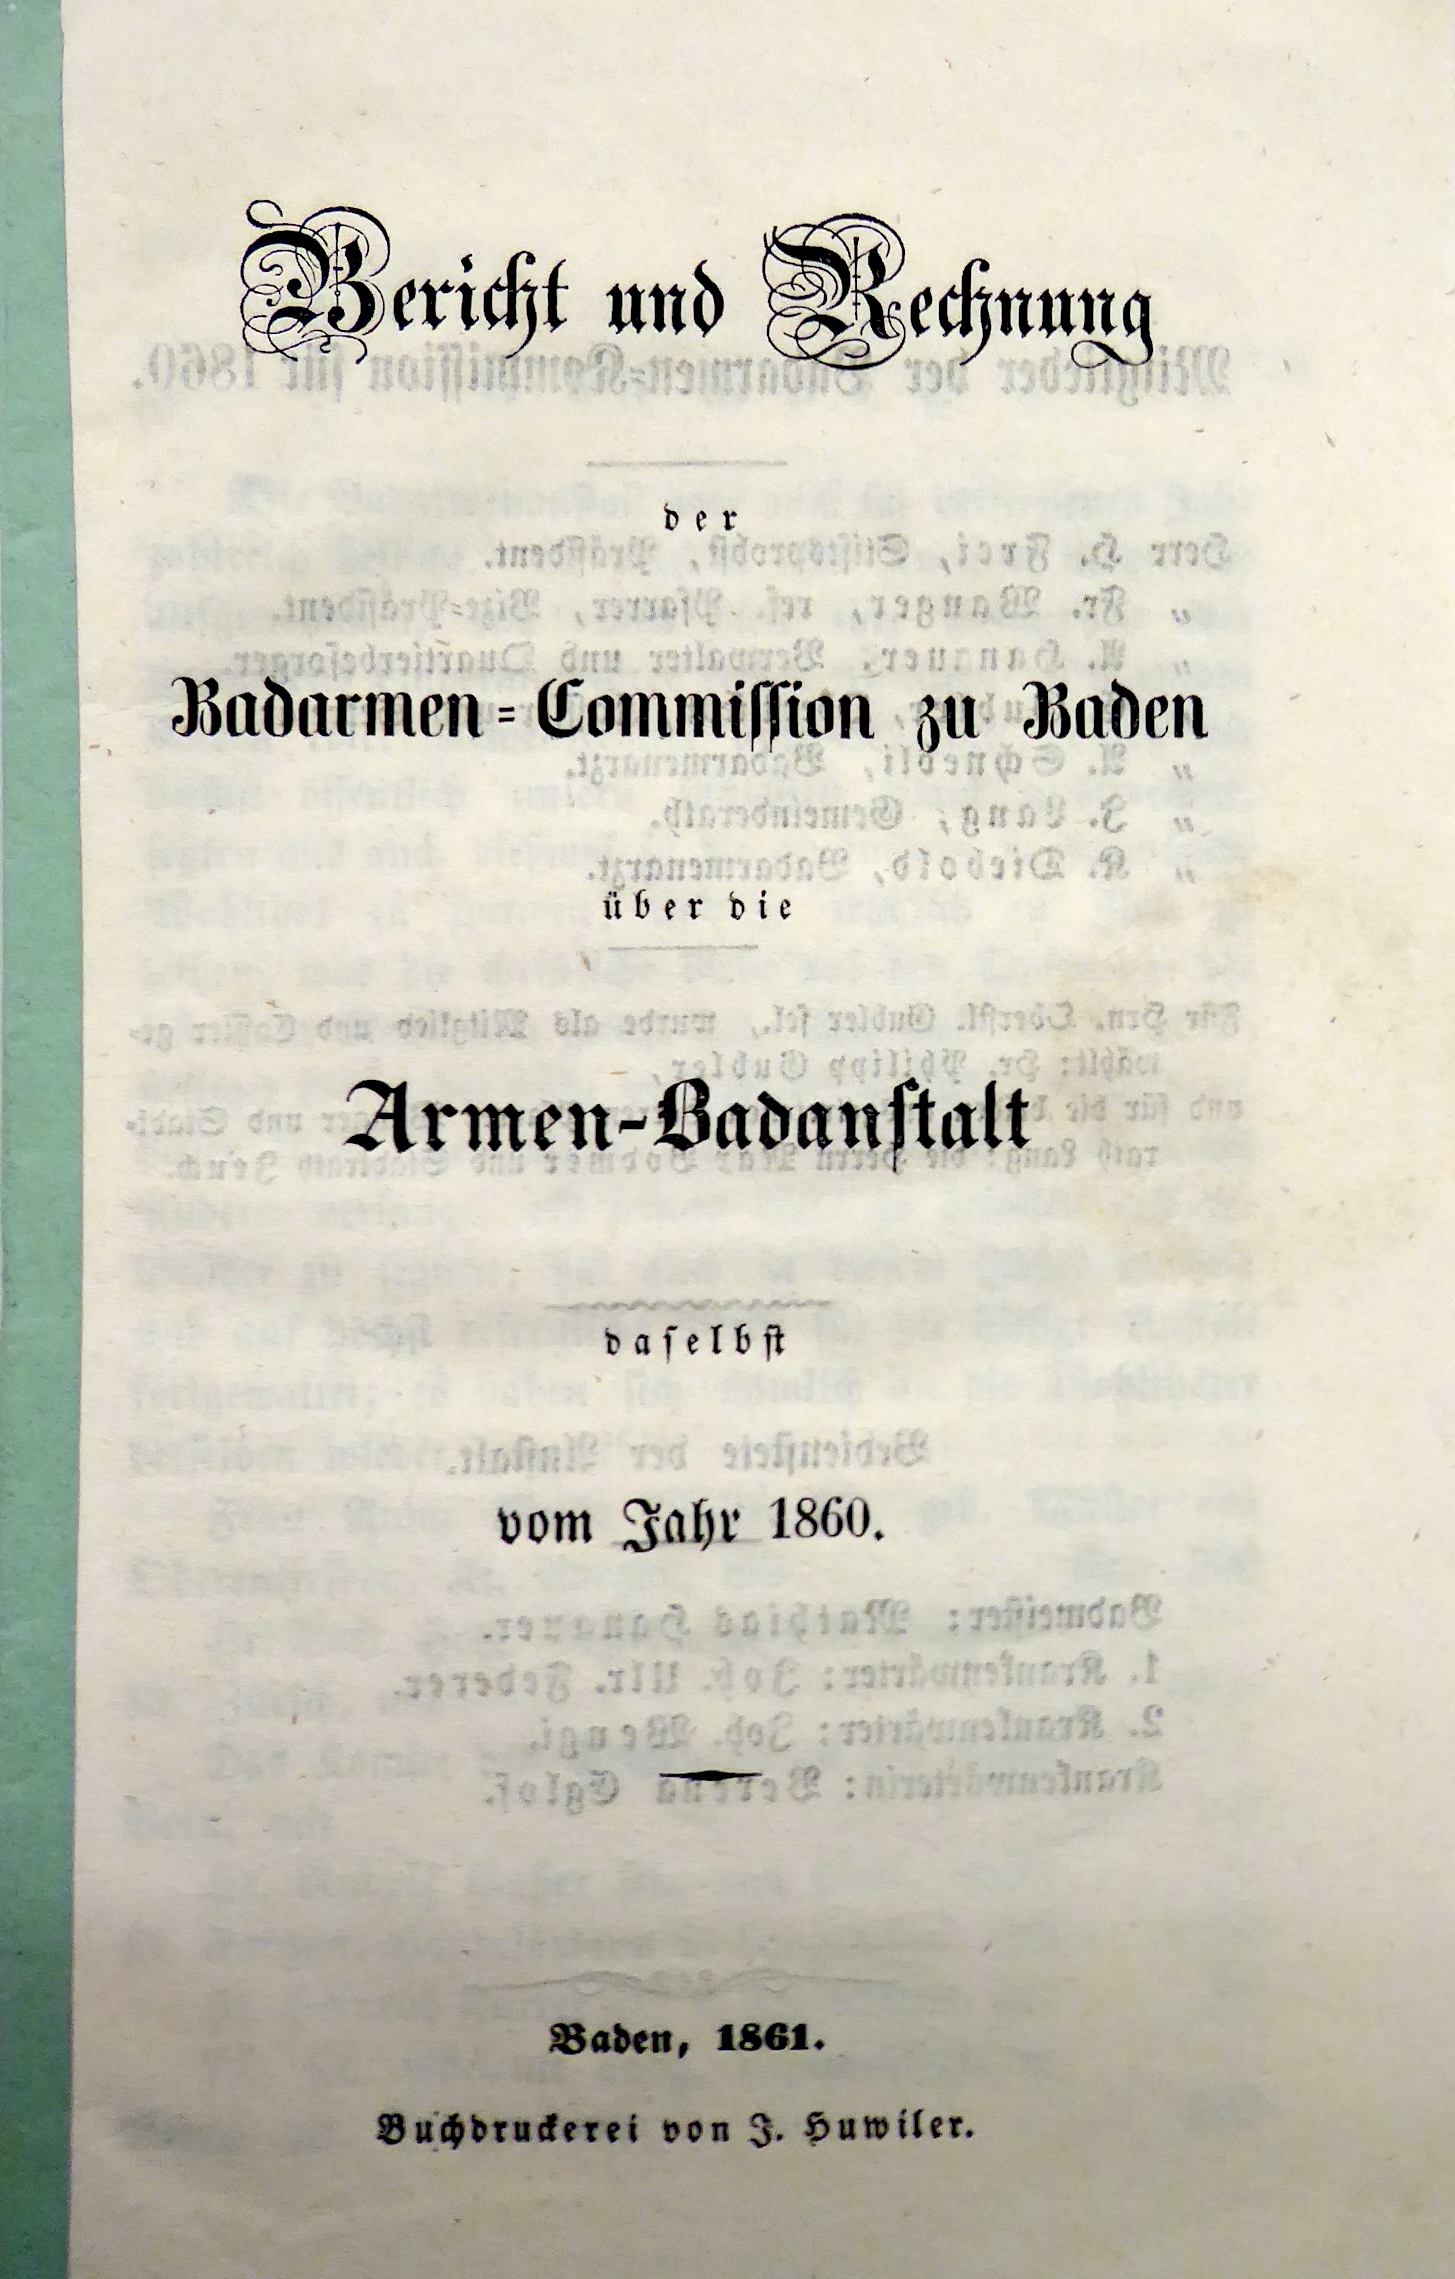 Bericht und Rechnung
der
Badarmen=Commission zu Baden
über die
Armen-Badanstalt
daselbst
vom Jahr 1860.
Baden, 1861.
Buchdruckerei von J. Huwiler.